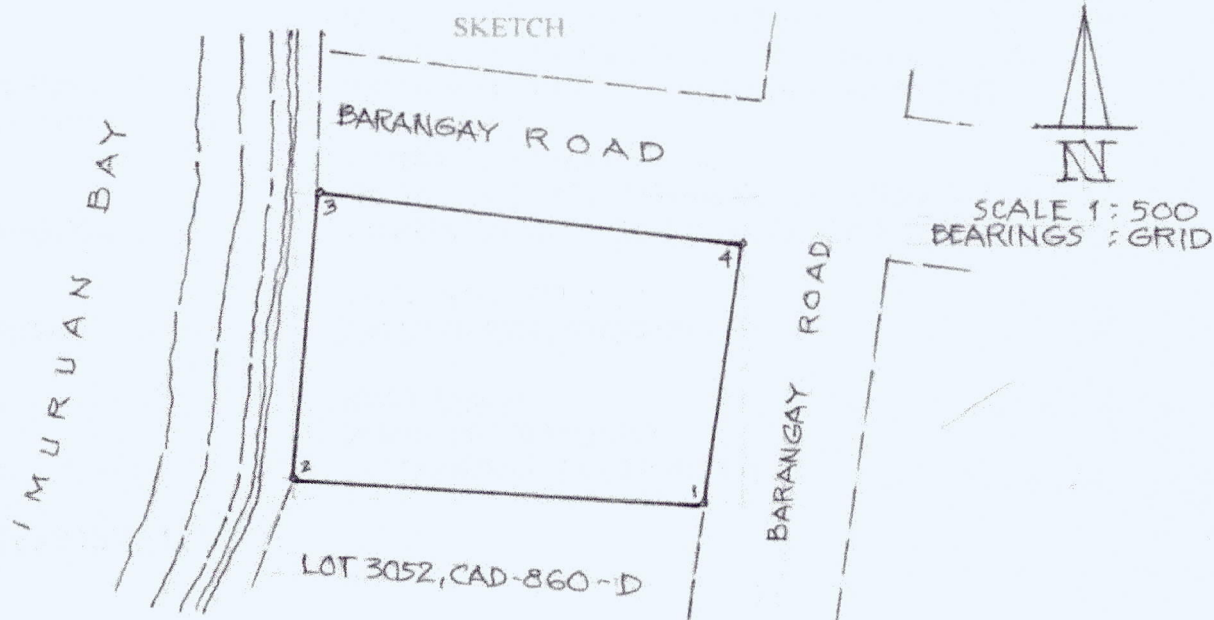 SKETCH
BARANGAY ROAD
IMURUAN BAY
N
SCALE 1:500
BEARINGS : GRID
3
4
BARANGAY ROAD
2
1
LOT 3052, CAD-860-D